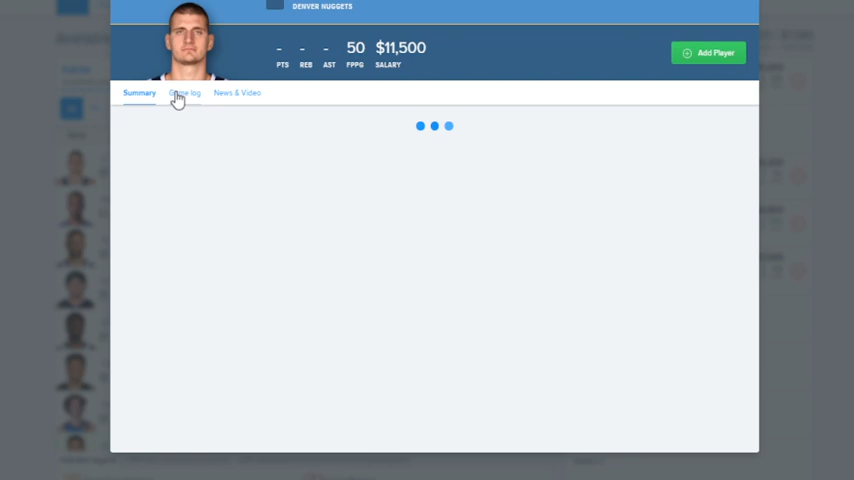 DENVER NUGGETS
- - - 50 $11,500
PTS REB AST FPPG SALARY
Add Player
Summary Game log News & Video